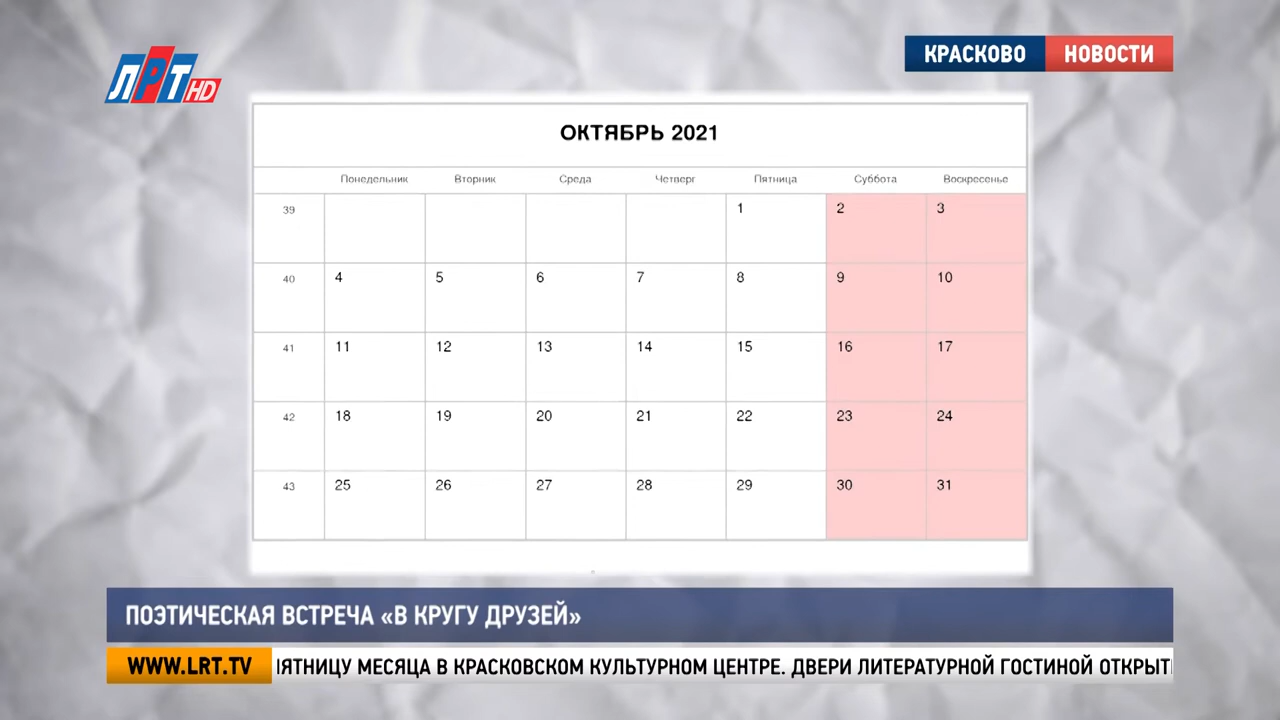 ЛРТ HD
КРАСКОВО НОВОСТИ
ОКТЯБРЬ 2021
Понедельник Вторник Среда Четверг Пятница Суббота Воскресенье
39 1 2 3
40 4 5 6 7 8 9 10
41 11 12 13 14 15 16 17
42 18 19 20 21 22 23 24
43 25 26 27 28 29 30 31
ПОЭТИЧЕСКАЯ ВСТРЕЧА «В КРУГУ ДРУЗЕЙ»
WWW.LRT.TV ПЯТНИЦУ МЕСЯЦА В КРАСКОВСКОМ КУЛЬТУРНОМ ЦЕНТРЕ. ДВЕРИ ЛИТЕРАТУРНОЙ ГОСТИНОЙ